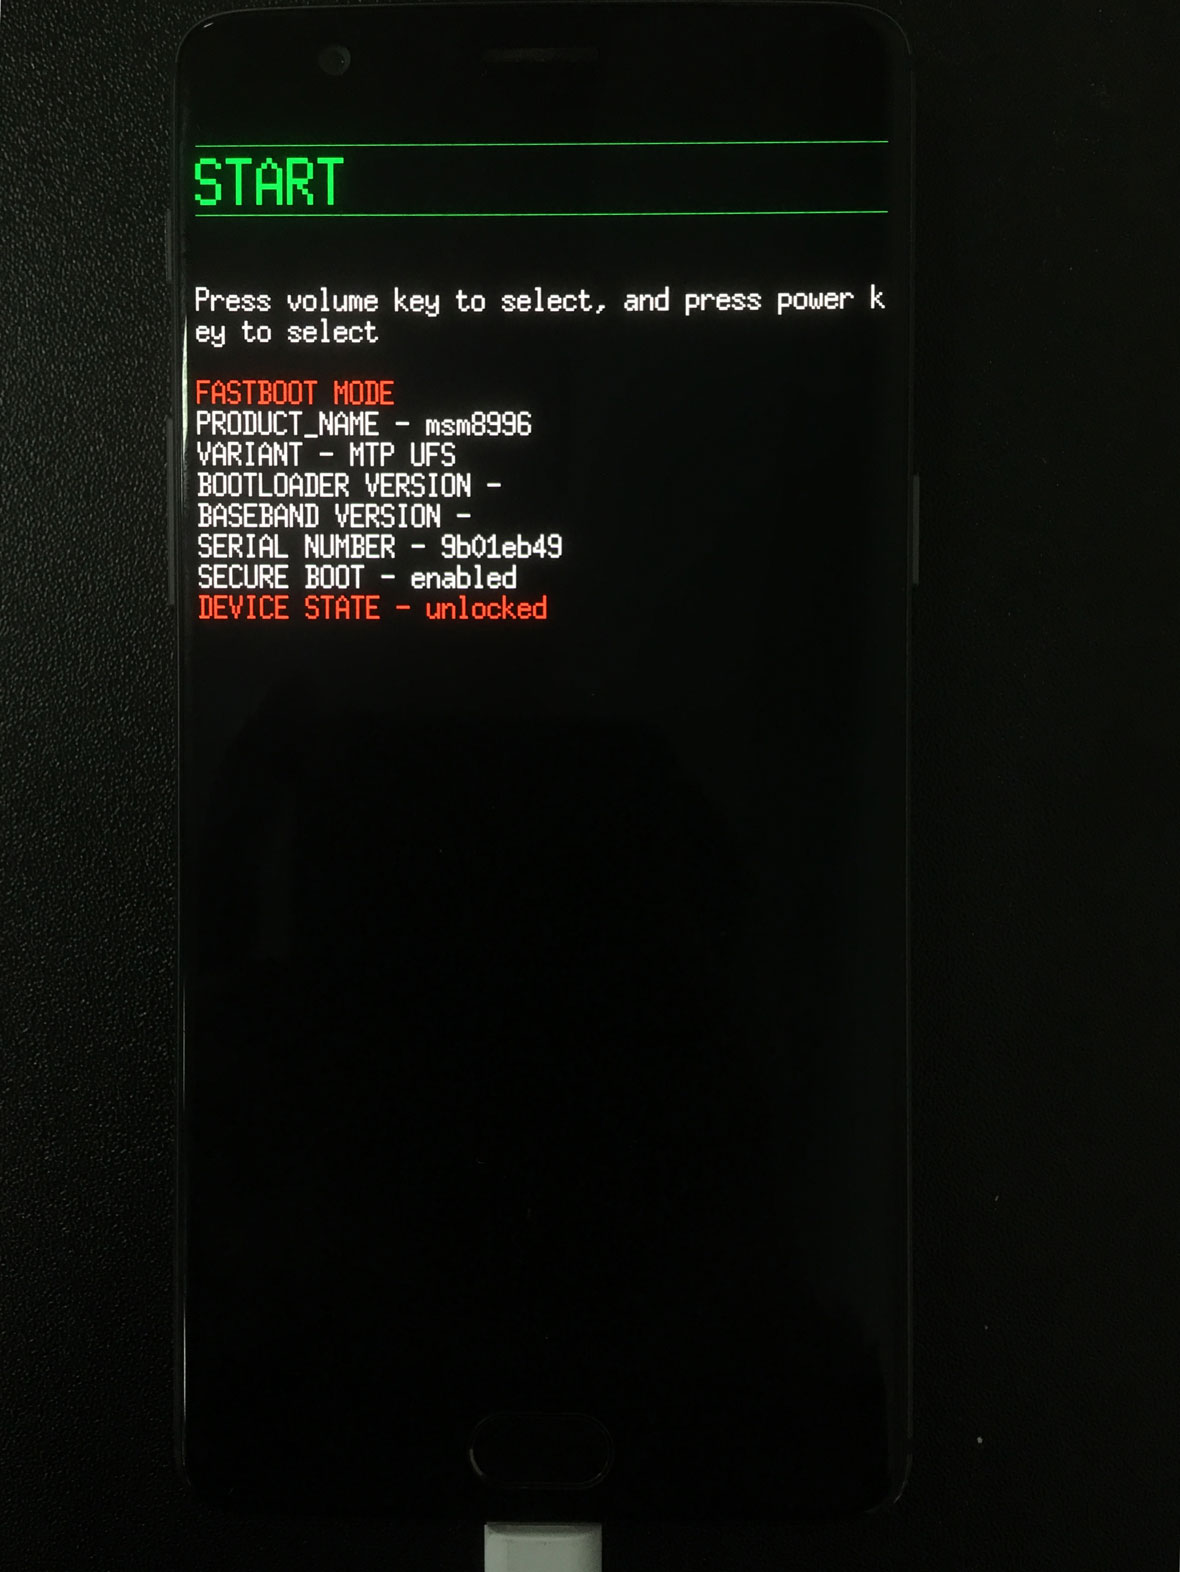 START
Press volume key to select, and press power k
ey to select
FASTBOOT MODE
PRODUCT_NAME - msm8996
VARIANT - MTP UFS
BOOTLOADER VERSION -
BASEBAND VERSION -
SERIAL NUMBER - 9b01eb49
SECURE BOOT - enabled
DEVICE STATE - unlocked